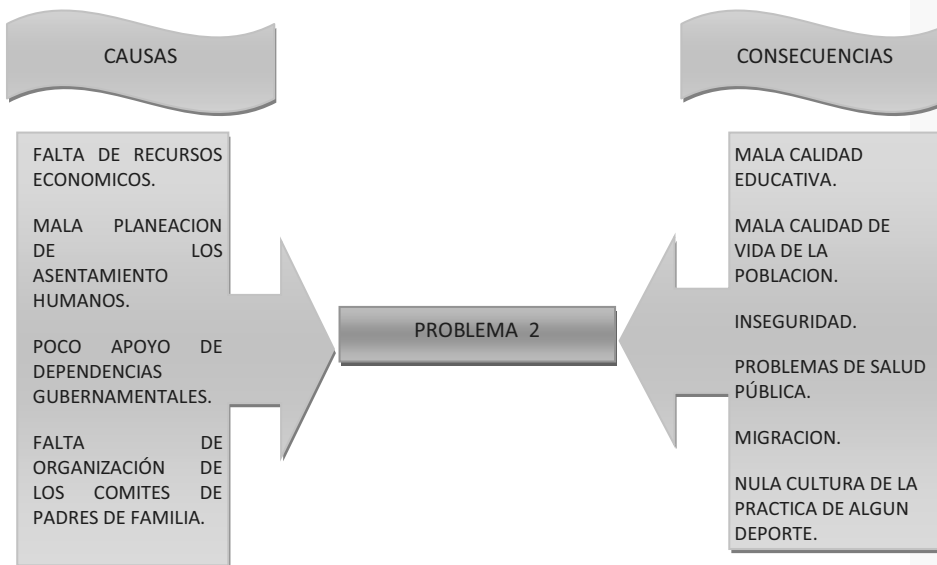 CAUSAS
FALTA DE RECURSOS
ECONOMICOS.
MALA PLANEACION
DE LOS
ASENTAMIENTO
HUMANOS.
POCO APOYO DE
DEPENDENCIAS
GUBERNAMENTALES.
FALTA DE
ORGANIZACIÓN DE
LOS COMITES DE
PADRES DE FAMILIA.
PROBLEMA 2
CONSECUENCIAS
MALA CALIDAD
EDUCATIVA.
MALA CALIDAD DE
VIDA DE LA
POBLACION.
INSEGURIDAD.
PROBLEMAS DE SALUD
PÚBLICA.
MIGRACION.
NULA CULTURA DE LA
PRACTICA DE ALGUN
DEPORTE.